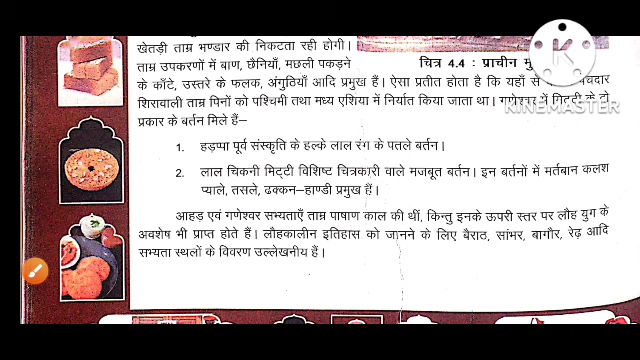 खेतड़ी ताम्र भण्डार की निकटता रही होगी।
ताम्र उपकरणों में बाण, छैनियाँ, मछली पकड़ने
चित्र 4.4 : प्राचीन
के काँटे, उस्तरे के फलक, अंगुठियाँ आदि प्रमुख हैं। ऐसा प्रतीत होता है कि यहाँ से
शिरावाली ताम्र पिनों को पश्चिमी तथा मध्य एशिया में निर्यात किया जाता था। गणेश्वर में मिट्टी के दो
KINEMASTER
प्रकार के बर्तन मिले हैं–
1. हड़प्पा पूर्व संस्कृति के हल्के लाल रंग के पतले बर्तन।
2. लाल चिकनी मिट्टी विशिष्ट चित्रकारी वाले मजबूत बर्तन। इन बर्तनों में मर्तबान कलश
प्याले, तसले, ढक्कन–हाण्डी प्रमुख हैं।
आहड़ एवं गणेश्वर सभ्यताएँ ताम्र पाषाण काल की थीं, किन्तु इनके ऊपरी स्तर पर लौह युग के
अवशेष भी प्राप्त होते हैं। लौहकालीन इतिहास को जानने के लिए बैराठ, सांभर, बागौर, रेढ़ आदि
सभ्यता स्थलों के विवरण उल्लेखनीय हैं।